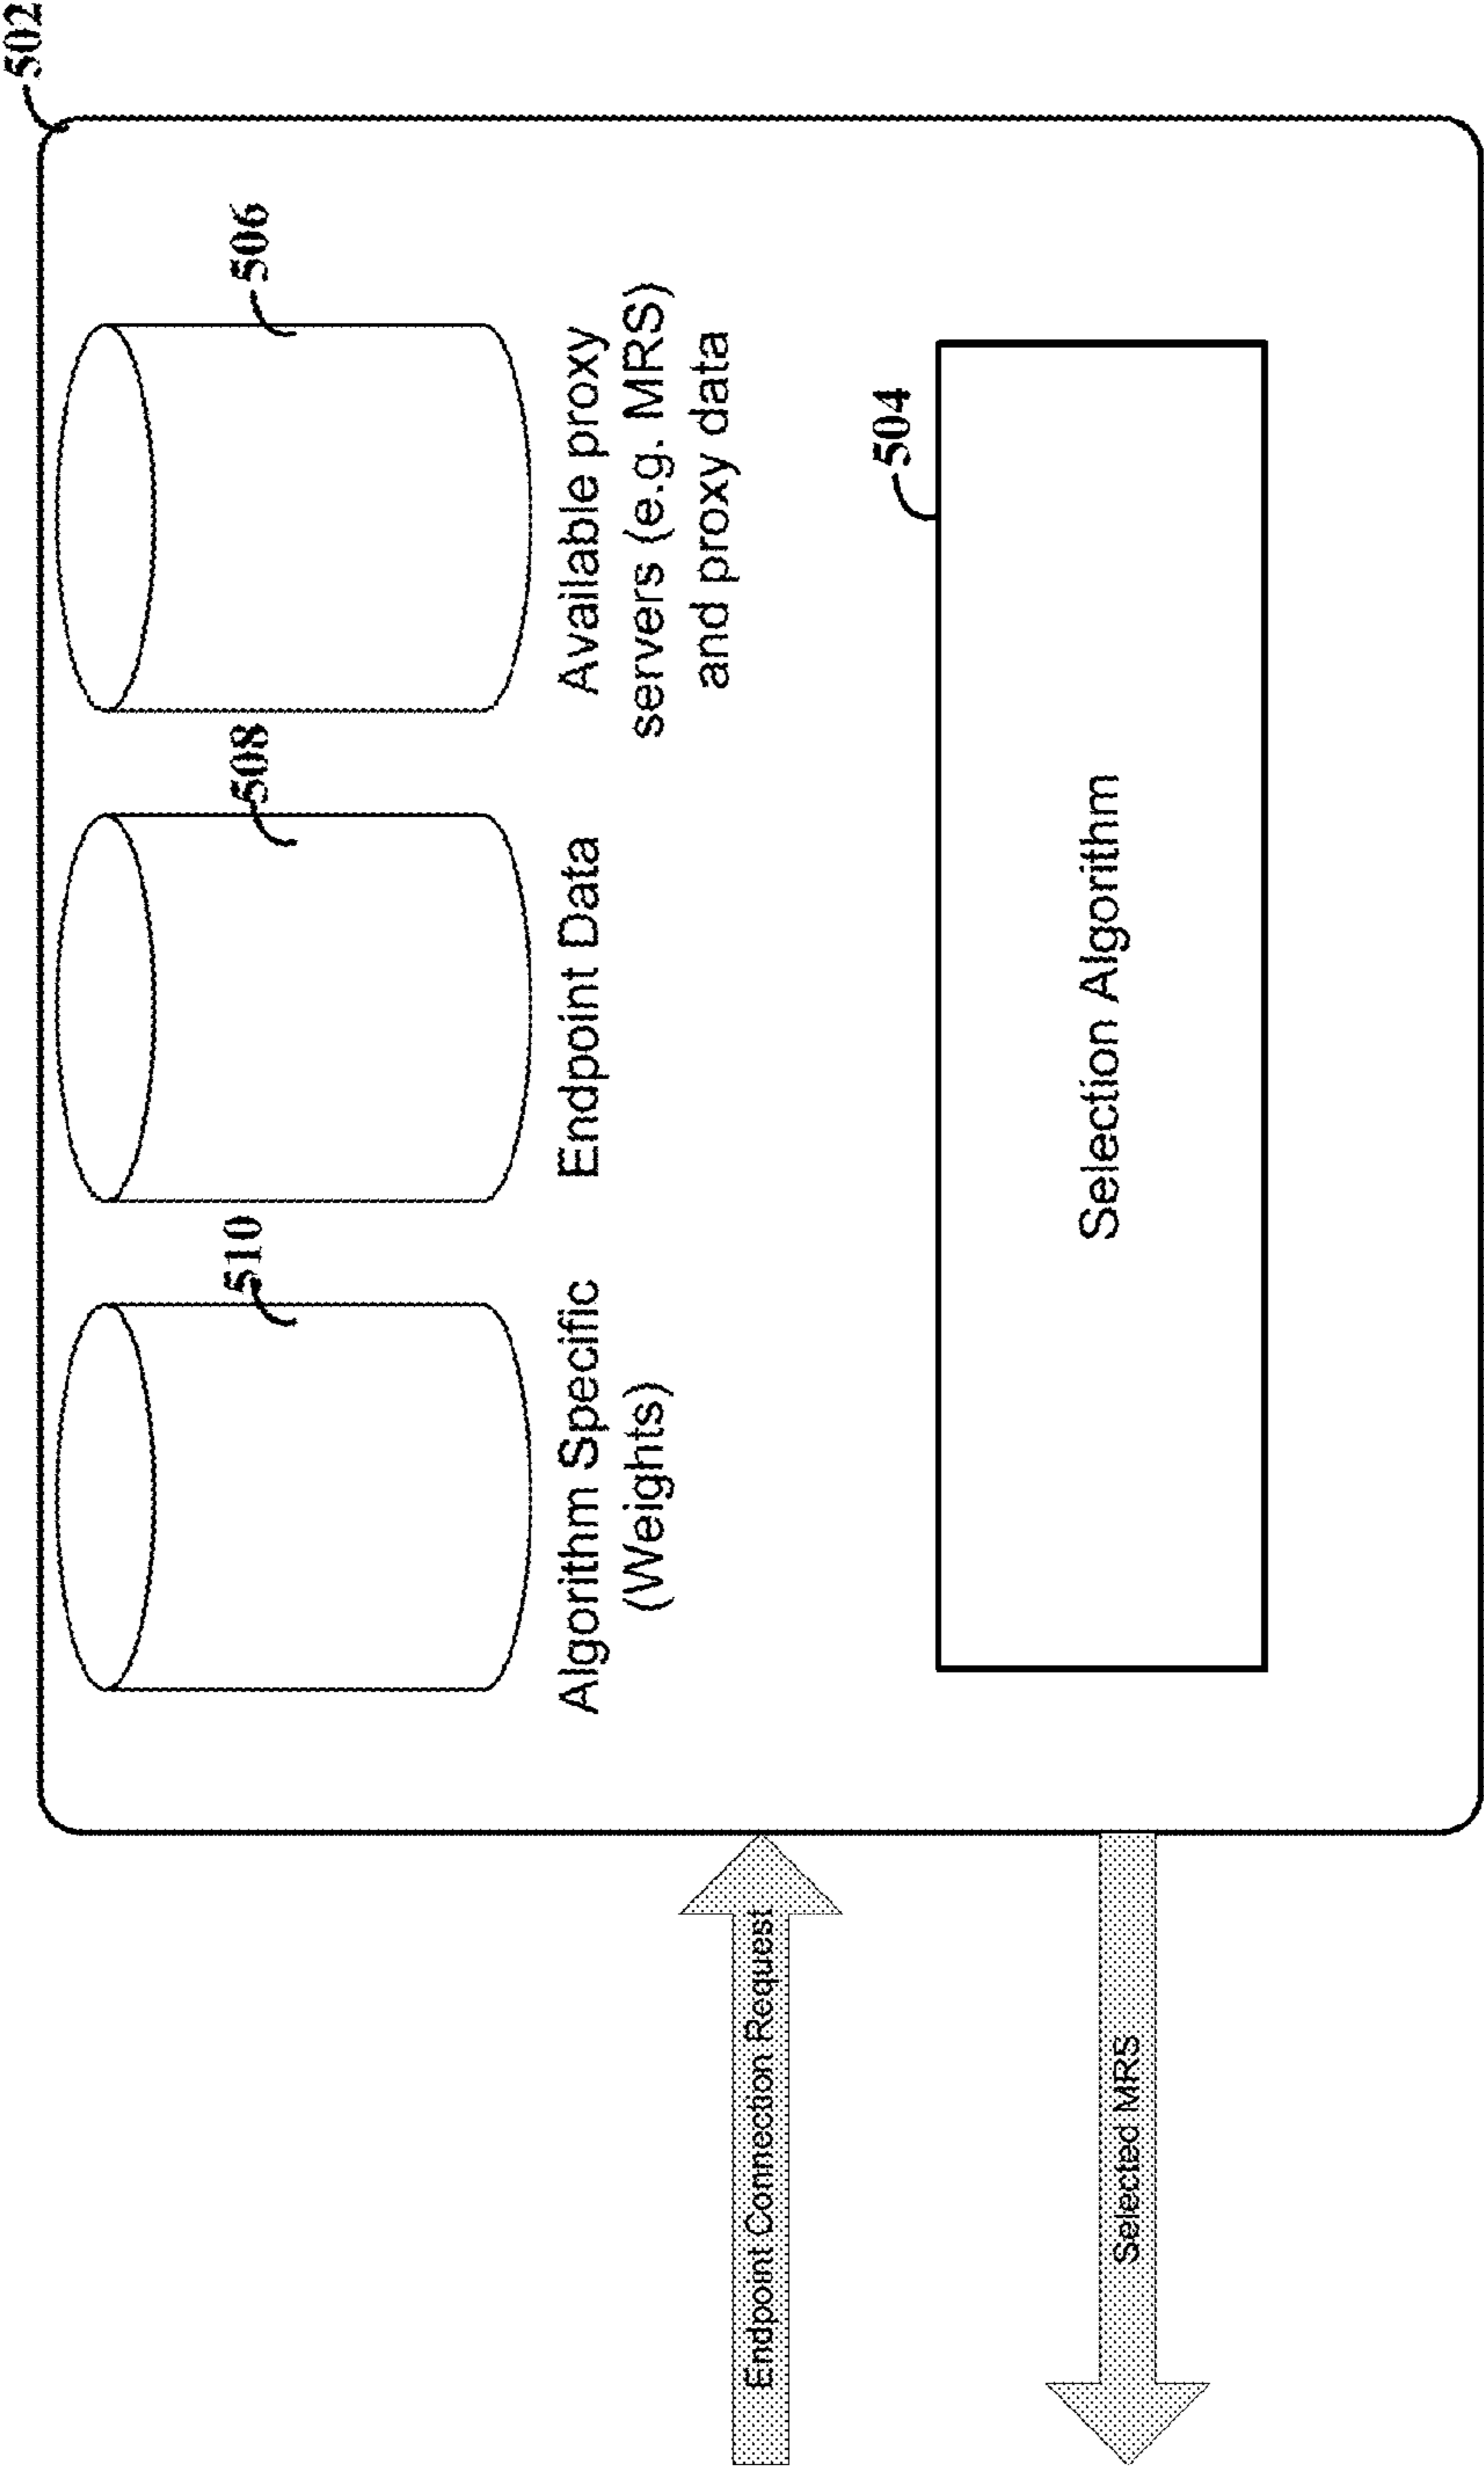 502
510
508
506
Algorithm Specific
(Weights)
Endpoint Data
Available proxy
servers (e.g. MRS)
and proxy data
504
Endpoint Connection Request
Selection Algorithm
Selected MRS